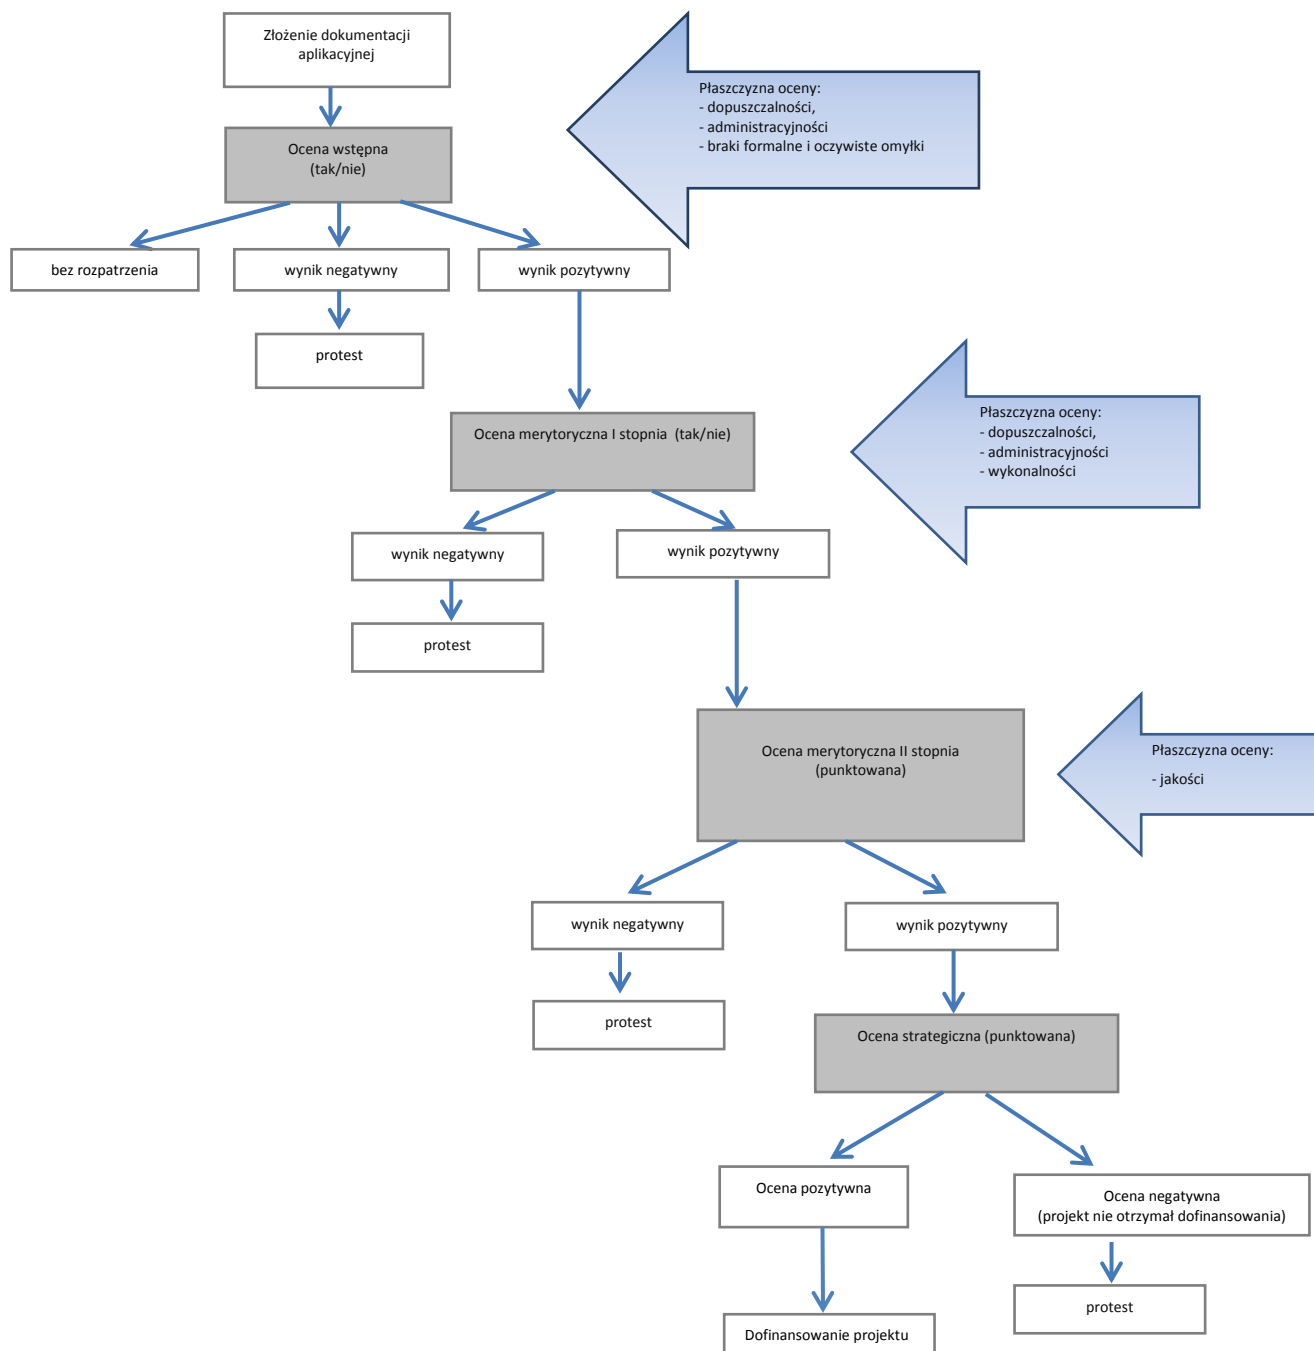 Złożenie dokumentacji
aplikacyjnej
Płaszczyzna oceny:
- dopuszczalności,
- administracyjności
- braki formalne i oczywiste omyłki
Ocena wstępna
(tak/nie)
bez rozpatrzenia
wynik negatywny
wynik pozytywny
protest
Płaszczyzna oceny:
- dopuszczalności,
- administracyjności
- wykonalności
Ocena merytoryczna I stopnia (tak/nie)
wynik negatywny
wynik pozytywny
protest
Ocena merytoryczna II stopnia
(punktowana)
Płaszczyzna oceny:
- jakości
wynik negatywny
wynik pozytywny
protest
Ocena strategiczna (punktowana)
Ocena pozytywna
Ocena negatywna
(projekt nie otrzymał dofinansowania)
protest
Dofinansowanie projektu